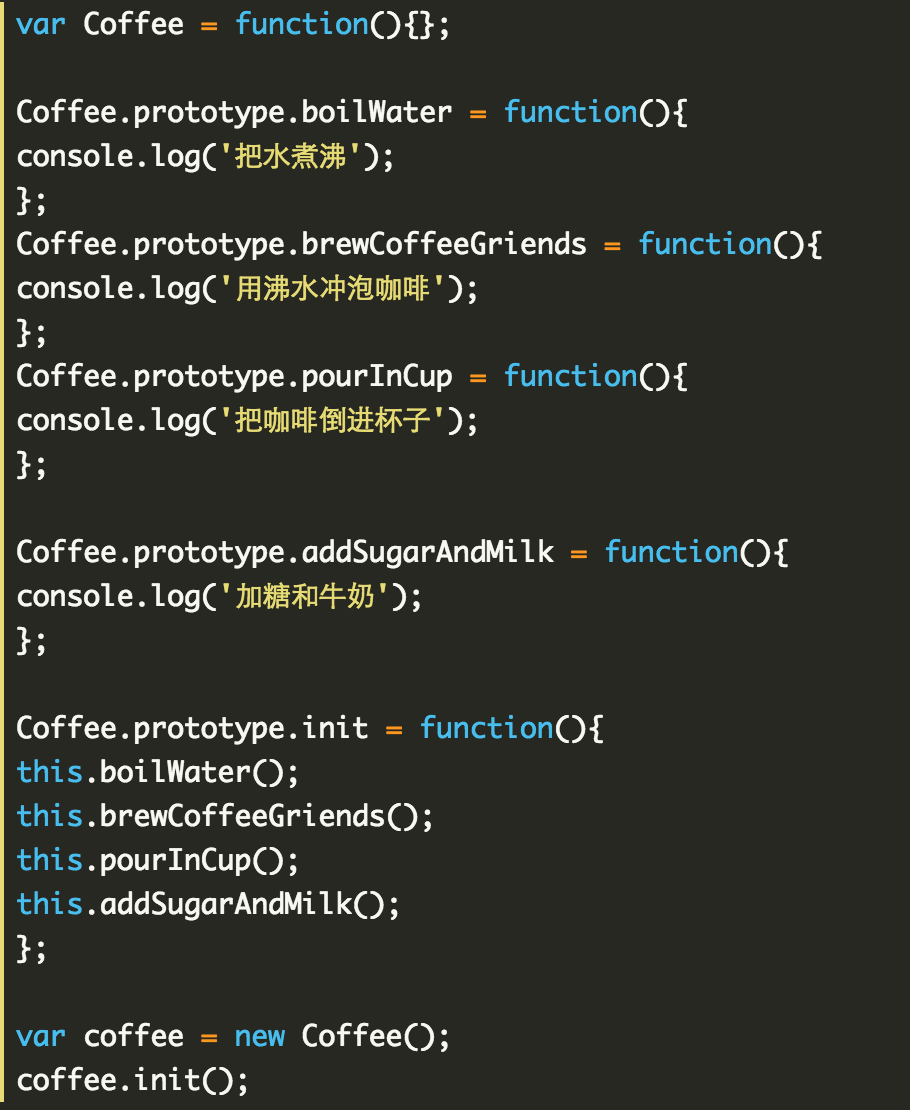 var Coffee = function(){};
Coffee.prototype.boilWater = function(){
console.log('把水煮沸');
};
Coffee.prototype.brewCoffeeGriends = function(){
console.log('用沸水冲泡咖啡');
};
Coffee.prototype.pourInCup = function(){
console.log('把咖啡倒进杯子');
};
Coffee.prototype.addSugarAndMilk = function(){
console.log('加糖和牛奶');
};
Coffee.prototype.init = function(){
this.boilWater();
this.brewCoffeeGriends();
this.pourInCup();
this.addSugarAndMilk();
};
var coffee = new Coffee();
coffee.init();